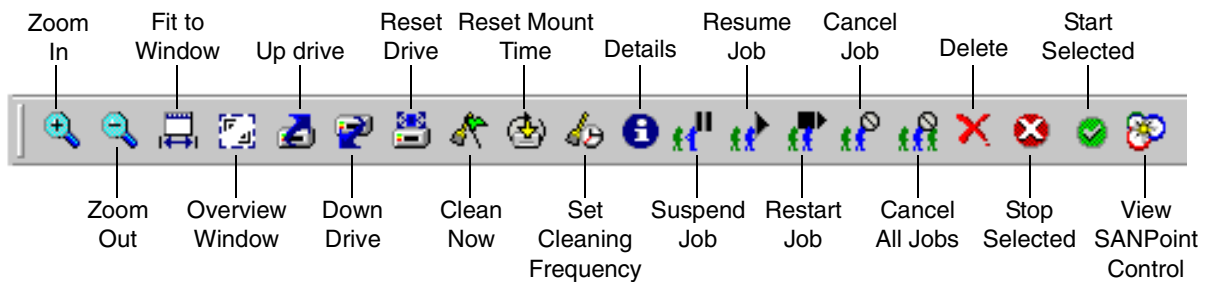 Zoom
In
Fit to
Window
Up drive
Reset
Drive
Reset Mount
Time
Details
Resume
Job
Cancel
Job
Delete
Start
Selected
Zoom
Out
Overview
Window
Down
Drive
Clean
Now
Set
Cleaning
Frequency
Suspend
Job
Restart
Job
Cancel
All Jobs
Stop
Selected
View
SANPoint
Control